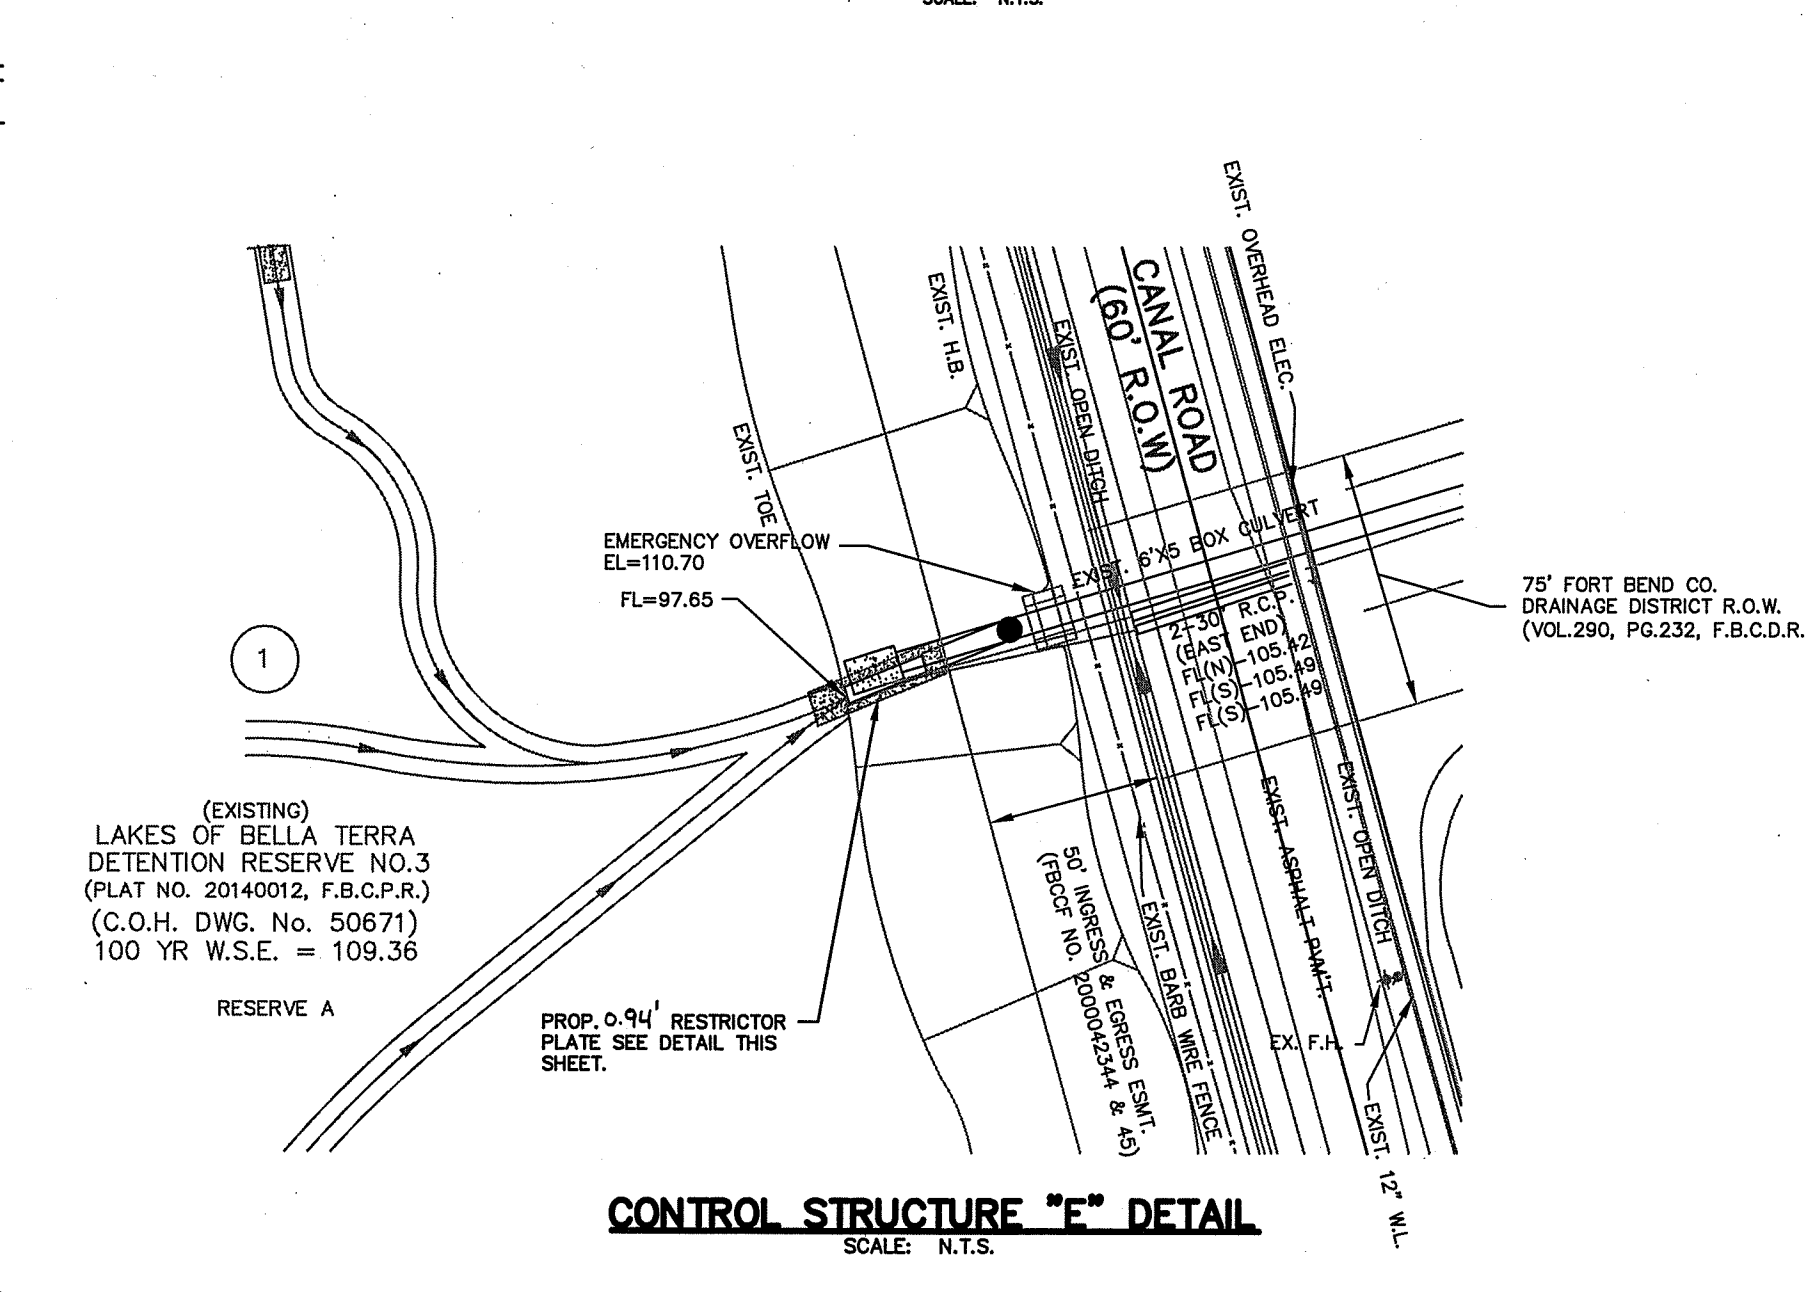 SCALE: N.T.S.
EXIST. OVERHEAD ELEC.
CANAL ROAD
(60' R.O.W)
EXIST. H.B.
EXIST. OPEN DITCH
EXIST. TOE
EMERGENCY OVERFLOW
EL=110.70
FL=97.65
EXIST. 6'X5 BOX CULVERT
2-30" R.C.P.
(EAST END)
FL(N)-105.42
FL(S)-105.49
FL(S)-105.49
75' FORT BEND CO.
DRAINAGE DISTRICT R.O.W.
(VOL.290, PG.232, F.B.C.D.R.
1
(EXISTING)
LAKES OF BELLA TERRA
DETENTION RESERVE NO.3
(PLAT NO. 20140012, F.B.C.P.R.)
(C.O.H. DWG. No. 50671)
100 YR W.S.E. = 109.36
RESERVE A
PROP. 0.94' RESTRICTOR
PLATE SEE DETAIL THIS
SHEET.
50' INGRESS & EGRESS ESMT.
(FBCCF NO. 2000042344 & 45)
EXIST. BARB WIRE FENCE
EXIST. ASPHALT PVM'T.
EXIST. OPEN DITCH
EX. F.H.
EXIST. 12" W.L.
CONTROL STRUCTURE "E" DETAIL
SCALE: N.T.S.